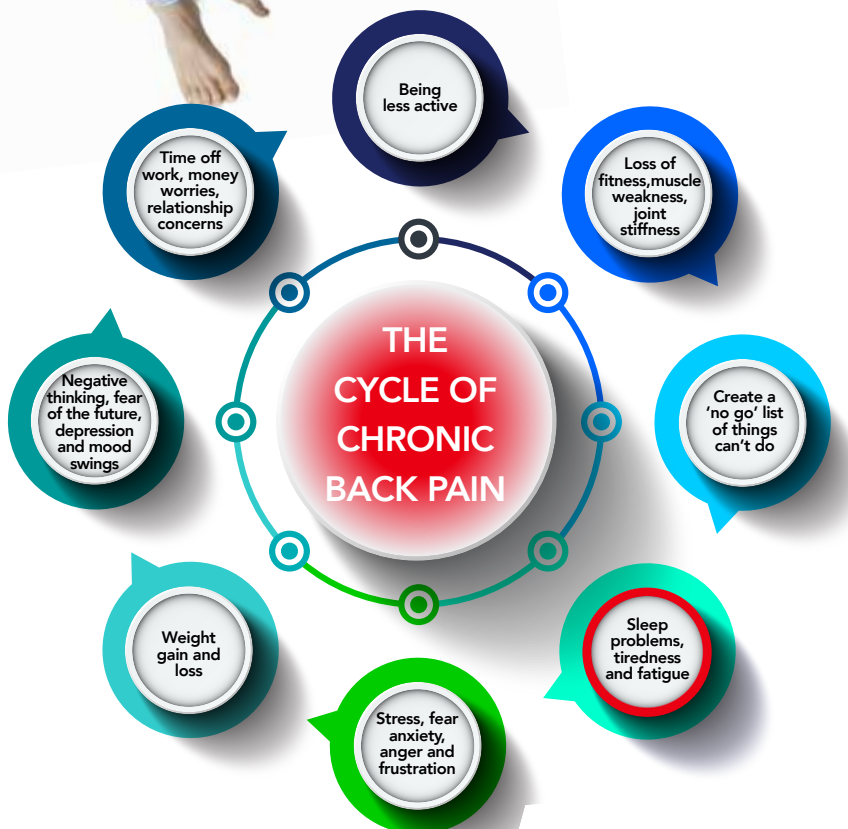 THE
CYCLE OF
CHRONIC
BACK PAIN
Being
less active
Loss of
fitness,muscle
weakness,
joint
stiffness
Create a
‘no go’ list
of things
can’t do
Sleep
problems,
tiredness
and fatigue
Stress, fear
anxiety,
anger and
frustration
Weight
gain and
loss
Negative
thinking, fear
of the future,
depression
and mood
swings
Time off
work, money
worries,
relationship
concerns